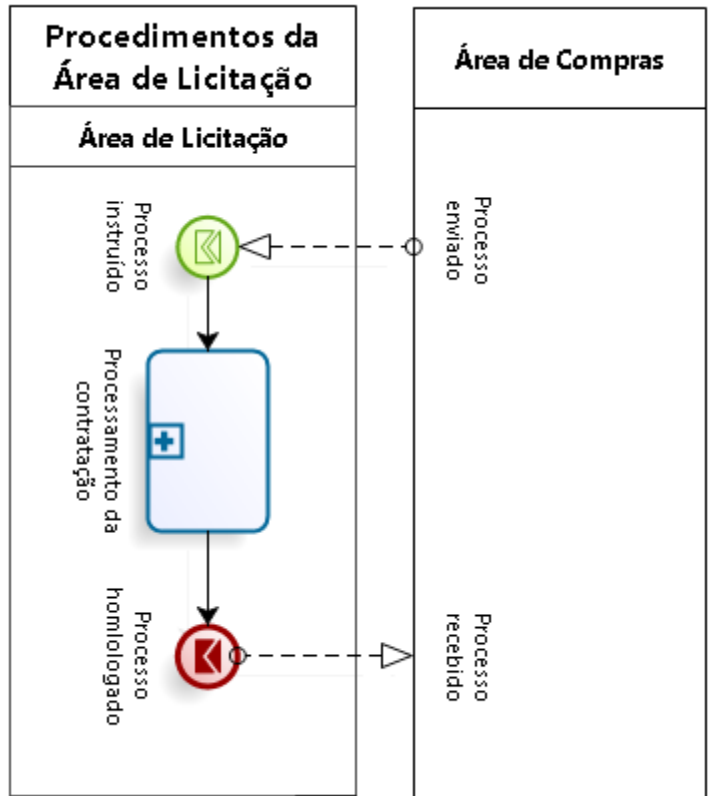 Procedimentos da
Área de Licitação
Área de Licitação
Área de Compras
Processo
instruído
Processo
enviado
Processamento da
contratação
Processo
homlologado
Processo
recebido